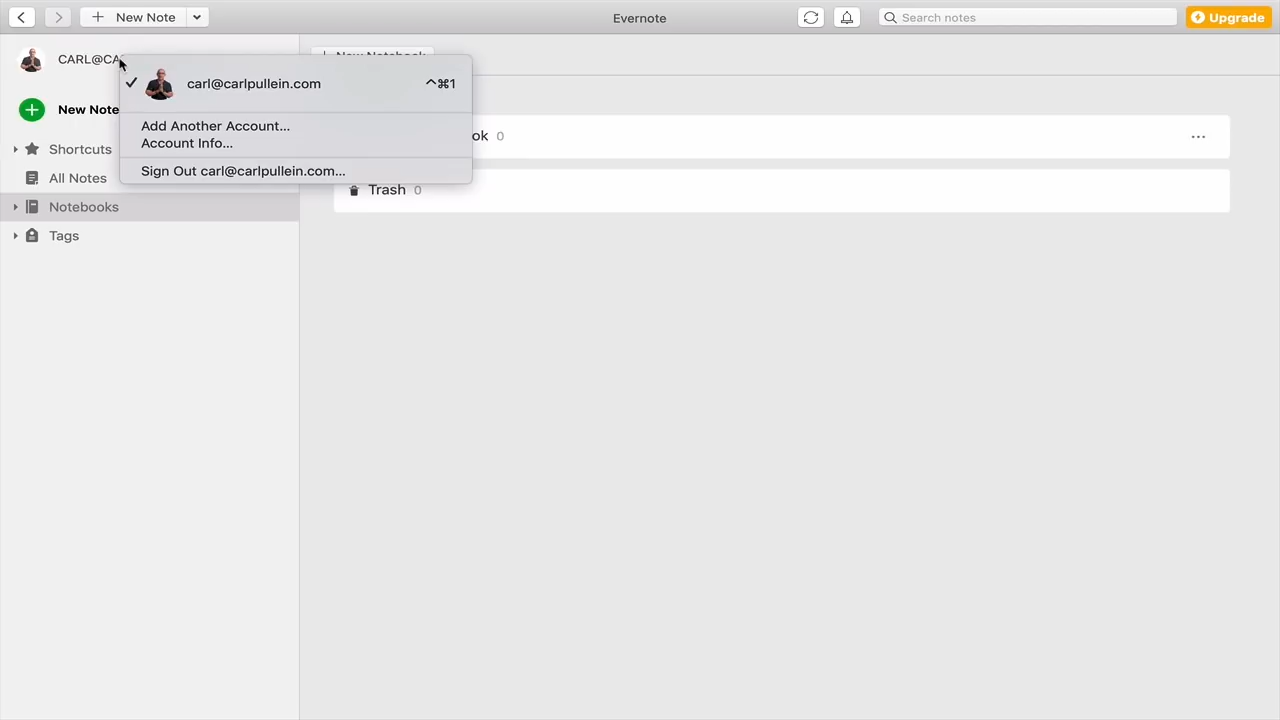 New Note
Evernote
Search notes
Upgrade
CARL@CA
carl@carlpullein.com ^⌘1
New Note
Add Another Account...
Account Info...
Shortcuts
Sign Out carl@carlpullein.com...
ok 0
All Notes
Trash 0
Notebooks
Tags